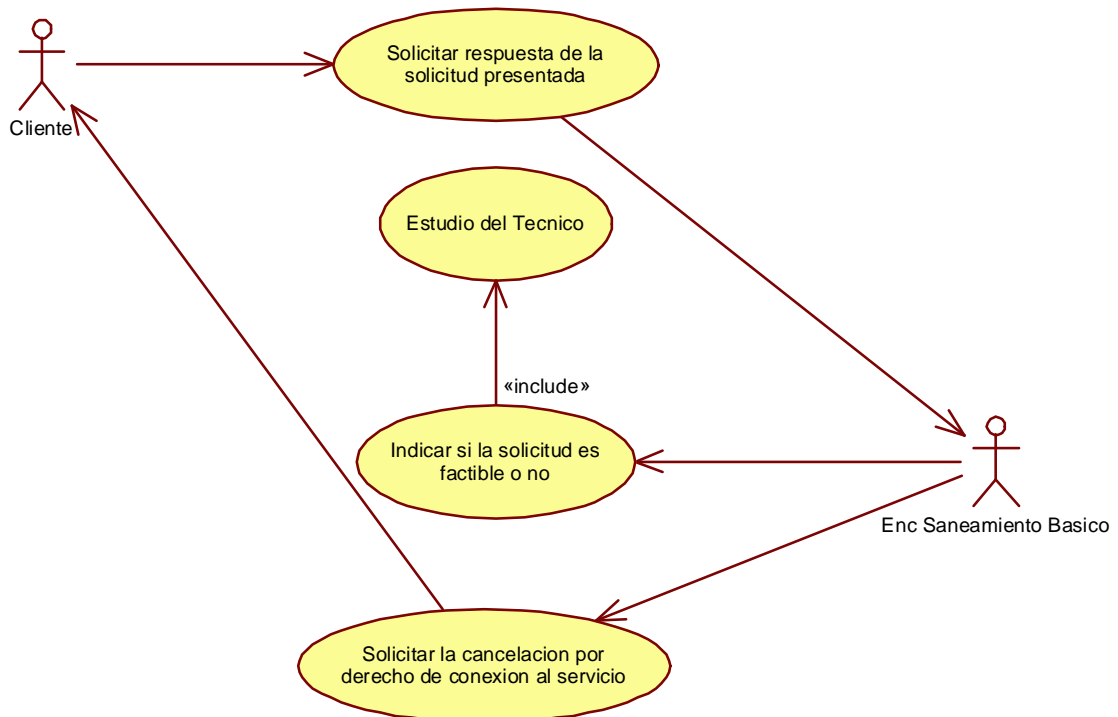 Solicitar respuesta de la
solicitud presentada
Cliente
Estudio del Tecnico
«include»
Indicar si la solicitud es
factible o no
Enc Saneamiento Basico
Solicitar la cancelacion por
derecho de conexion al servicio